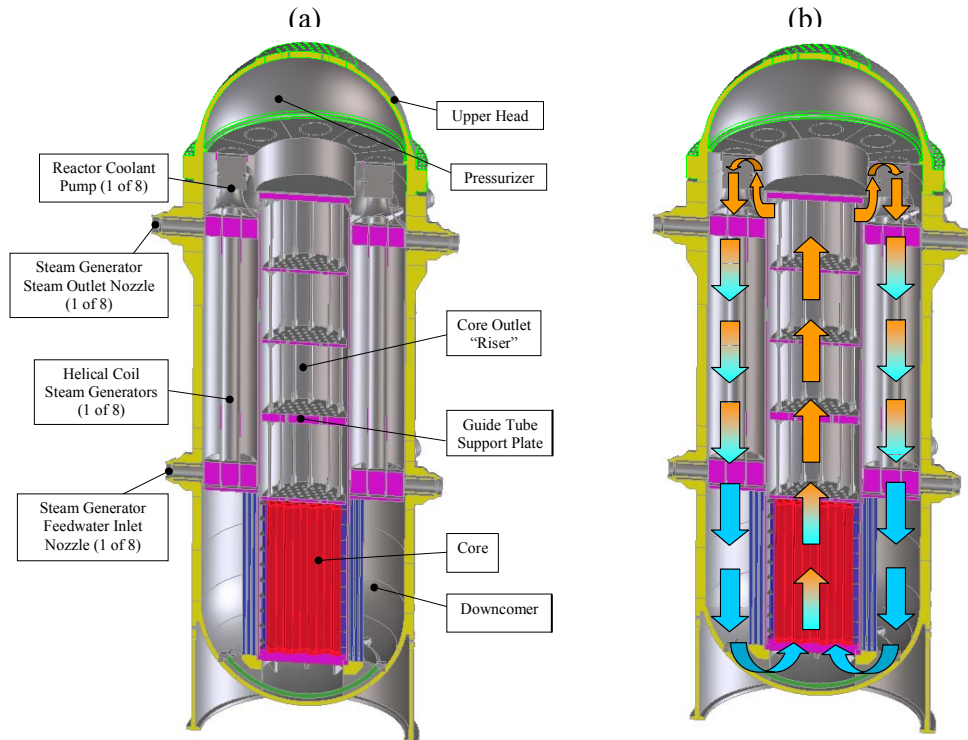 (a)
(b)
Upper Head
Reactor Coolant
Pump (1 of 8)
Pressurizer
Steam Generator
Steam Outlet Nozzle
(1 of 8)
Core Outlet
“Riser”
Helical Coil
Steam Generators
(1 of 8)
Guide Tube
Support Plate
Steam Generator
Feedwater Inlet
Nozzle (1 of 8)
Core
Downcomer